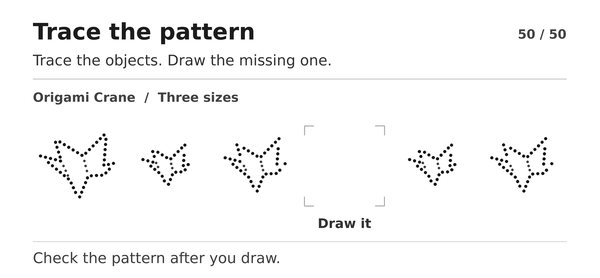 Trace the pattern
50 / 50
Trace the objects. Draw the missing one.
Origami Crane / Three sizes
Draw it
Check the pattern after you draw.